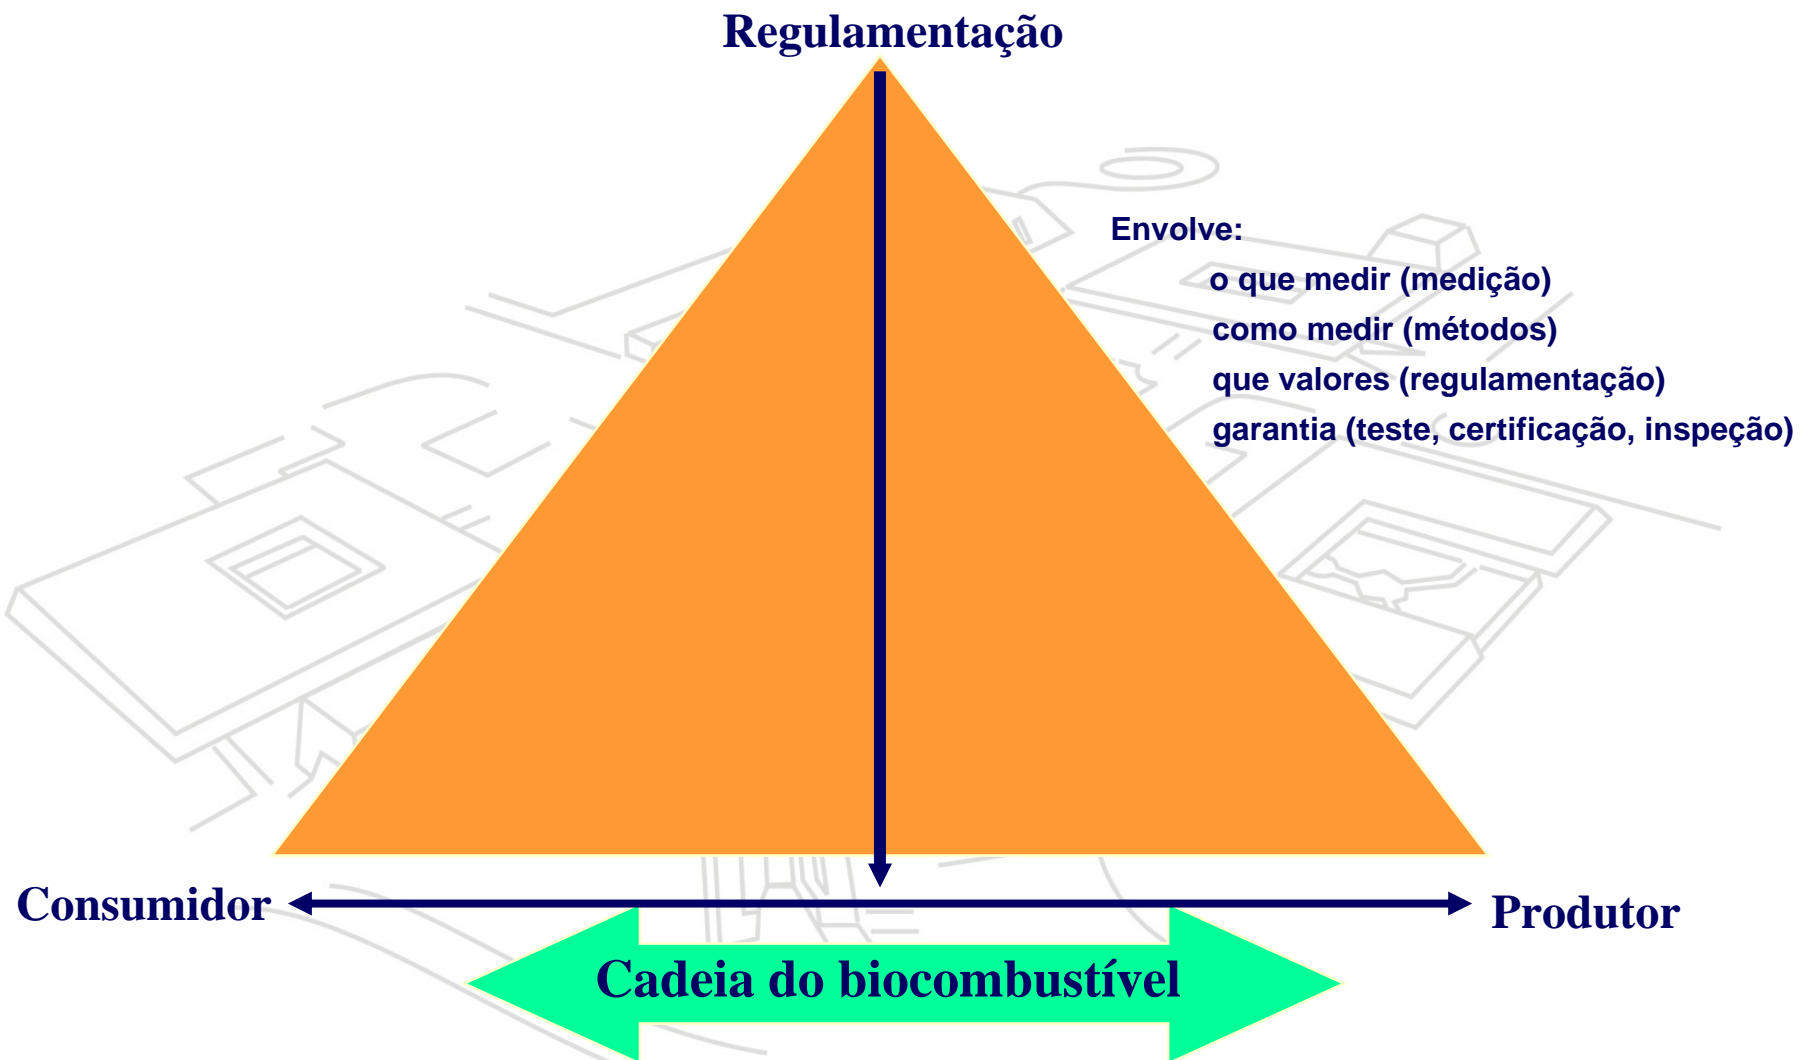 Regulamentação
Envolve:
o que medir (medição)
como medir (métodos)
que valores (regulamentação)
garantia (teste, certificação, inspeção)
Consumidor
Produtor
Cadeia do biocombustível